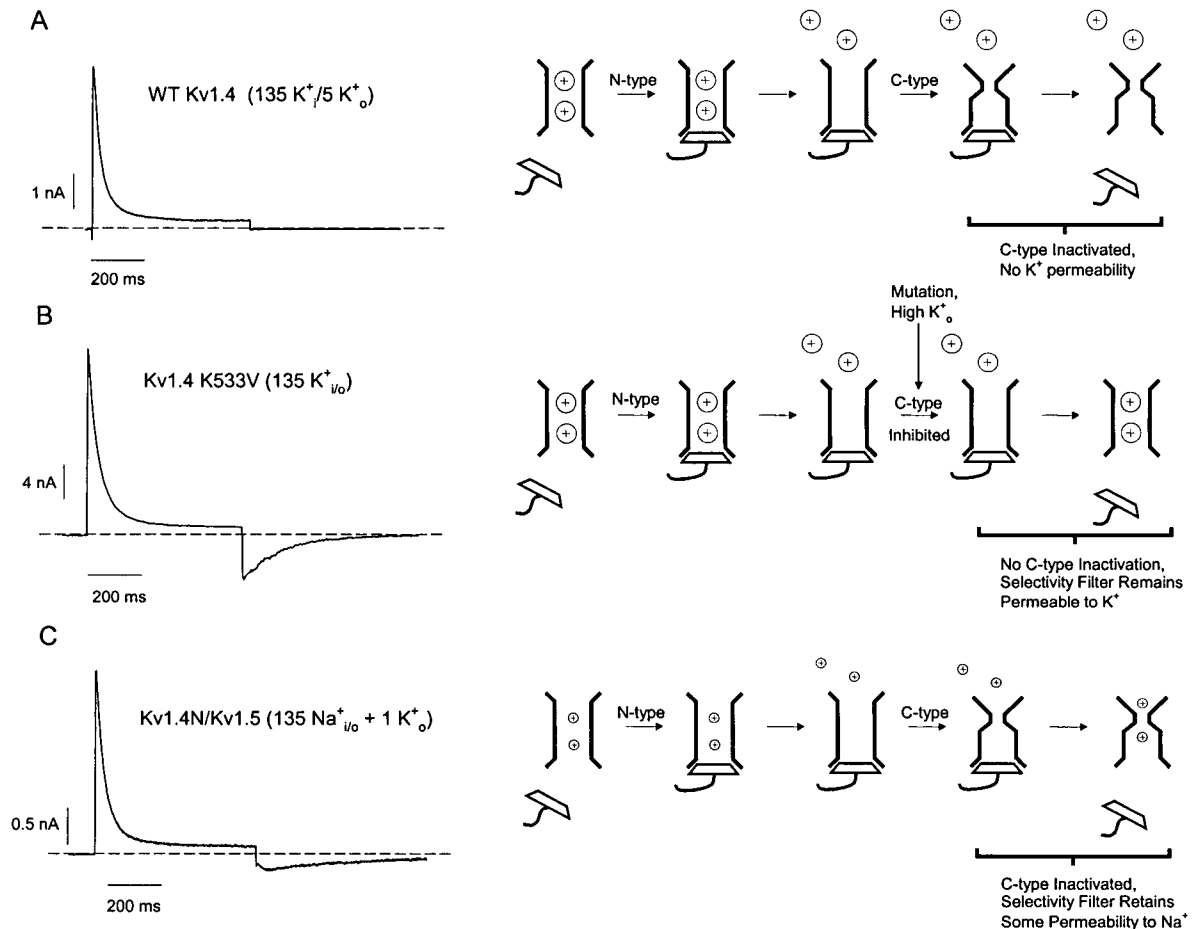 A
WT Kv1.4 (135 K⁺ᵢ/5 K⁺ₒ)
1 nA
200 ms
N-type
C-type
C-type Inactivated,
No K⁺ permeability
B
Kv1.4 K533V (135 K⁺ᵢ/ₒ)
4 nA
200 ms
Mutation,
High K⁺ₒ
N-type
C-type
Inhibited
No C-type Inactivation,
Selectivity Filter Remains
Permeable to K⁺
C
Kv1.4N/Kv1.5 (135 Na⁺ᵢ/ₒ + 1 K⁺ₒ)
0.5 nA
200 ms
N-type
C-type
C-type Inactivated,
Selectivity Filter Retains
Some Permeability to Na⁺